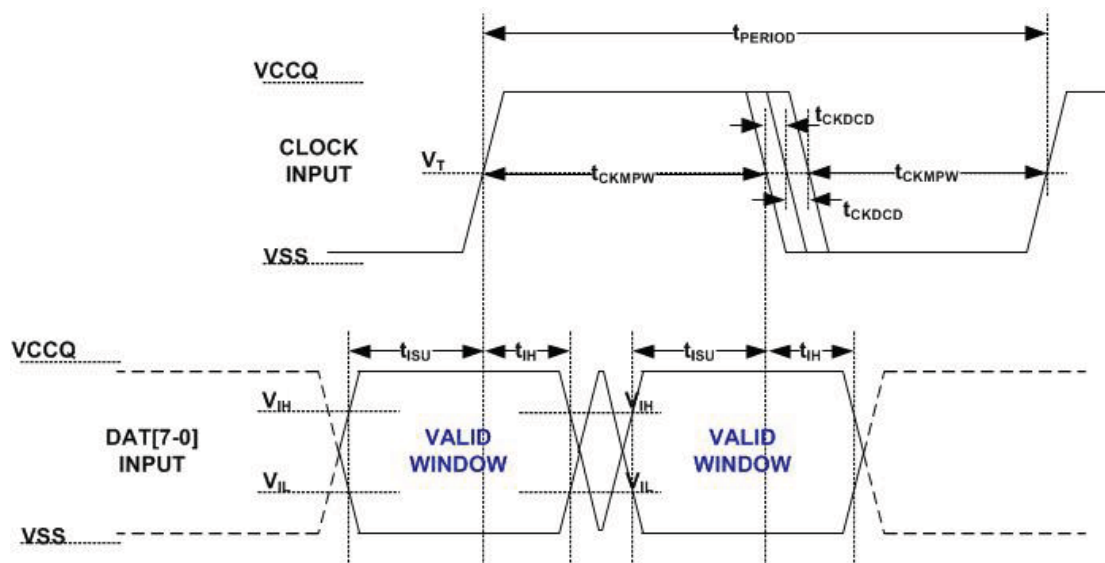 tPERIOD
VCCQ
tCKDCD
CLOCK
INPUT
VT
tCKMPW
tCKMPW
tCKDCD
VSS
VCCQ
tISU
tIH
tISU
tIH
VIH
VIH
DAT[7-0]
INPUT
VALID
WINDOW
VALID
WINDOW
VIL
VIL
VSS